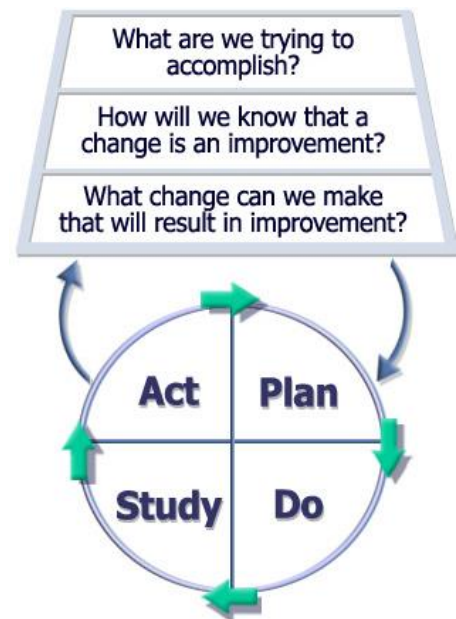 What are we trying to
accomplish?
How will we know that a
change is an improvement?
What change can we make
that will result in improvement?
Act Plan
Study Do